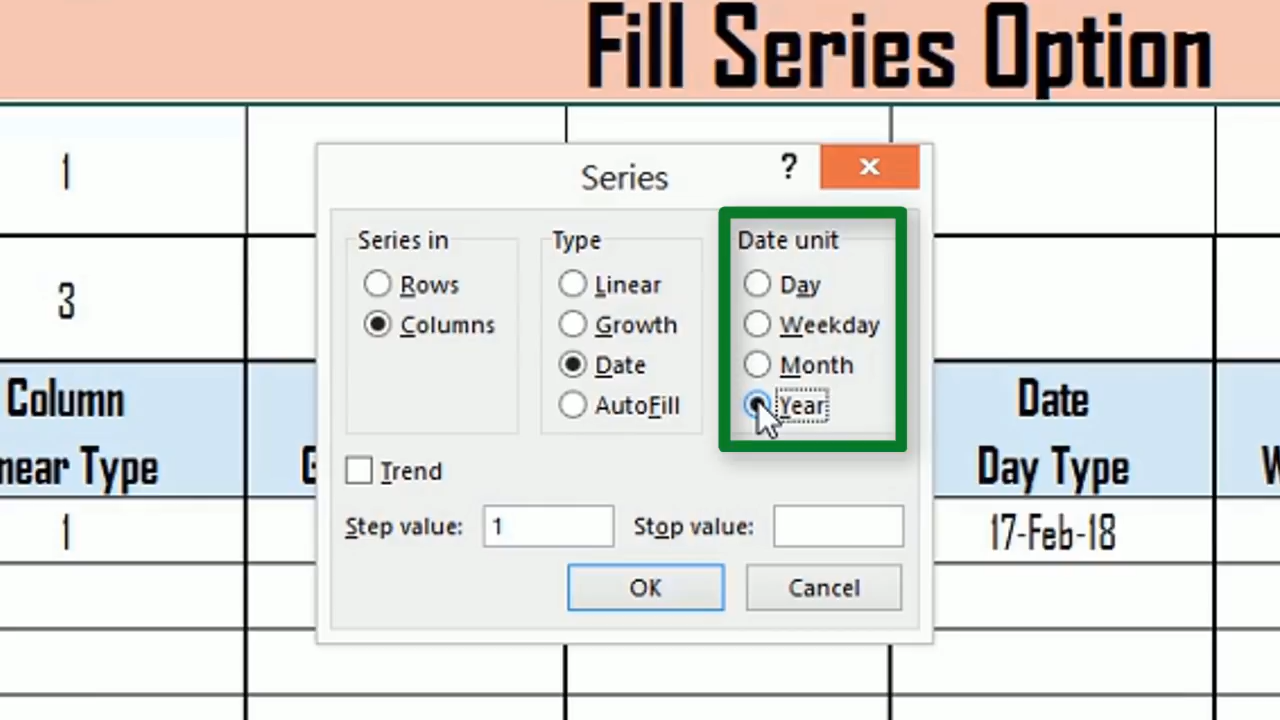 Fill Series Option
1
Series
?
Series in
Type
Date unit
Rows
Linear
Day
3
Columns
Growth
Weekday
Date
Month
AutoFill
Year
Column
Date
near Type
Day Type
Trend
1
Step value:
1
Stop value:
17-Feb-18
OK
Cancel